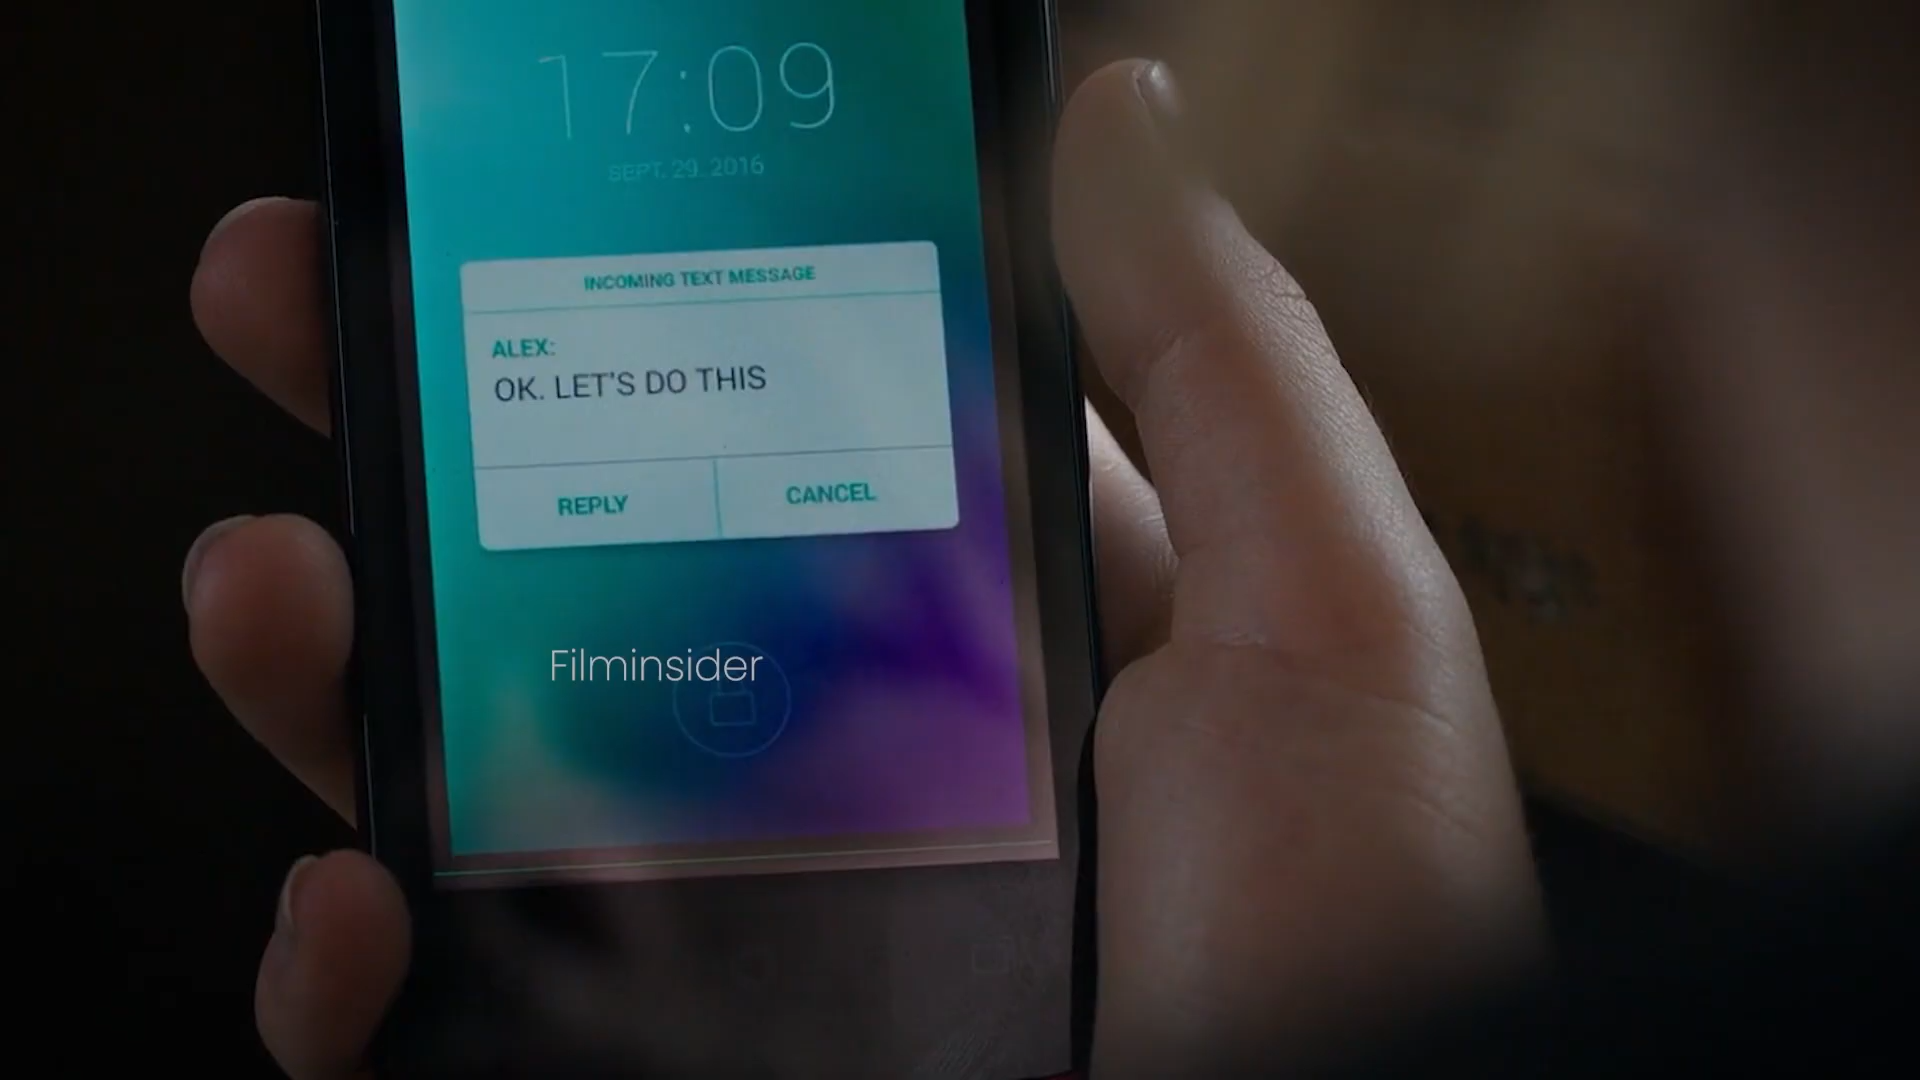 17:09
SEPT. 29. 2016
INCOMING TEXT MESSAGE
ALEX:
OK. LET'S DO THIS
REPLY
CANCEL
Filminsider